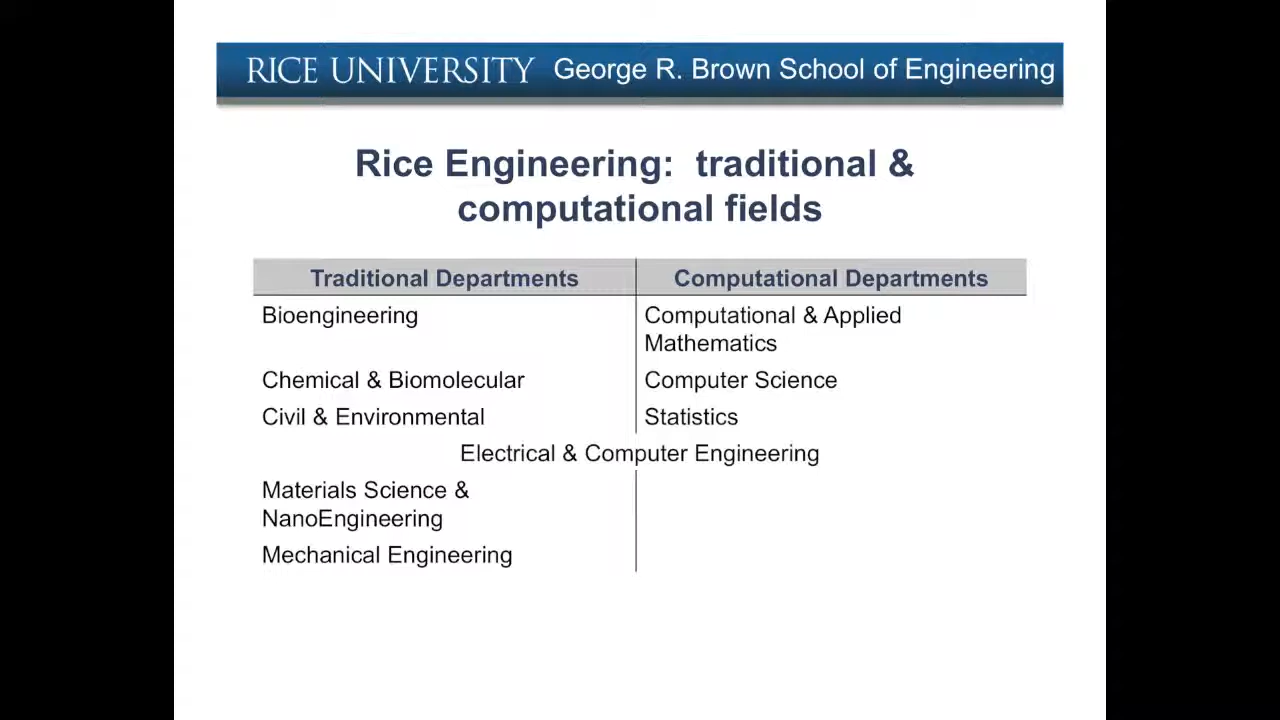 RICE UNIVERSITY George R. Brown School of Engineering
Rice Engineering: traditional &
computational fields
Traditional Departments Computational Departments
Bioengineering Computational & Applied
Mathematics
Chemical & Biomolecular Computer Science
Civil & Environmental Statistics
Electrical & Computer Engineering
Materials Science &
NanoEngineering
Mechanical Engineering